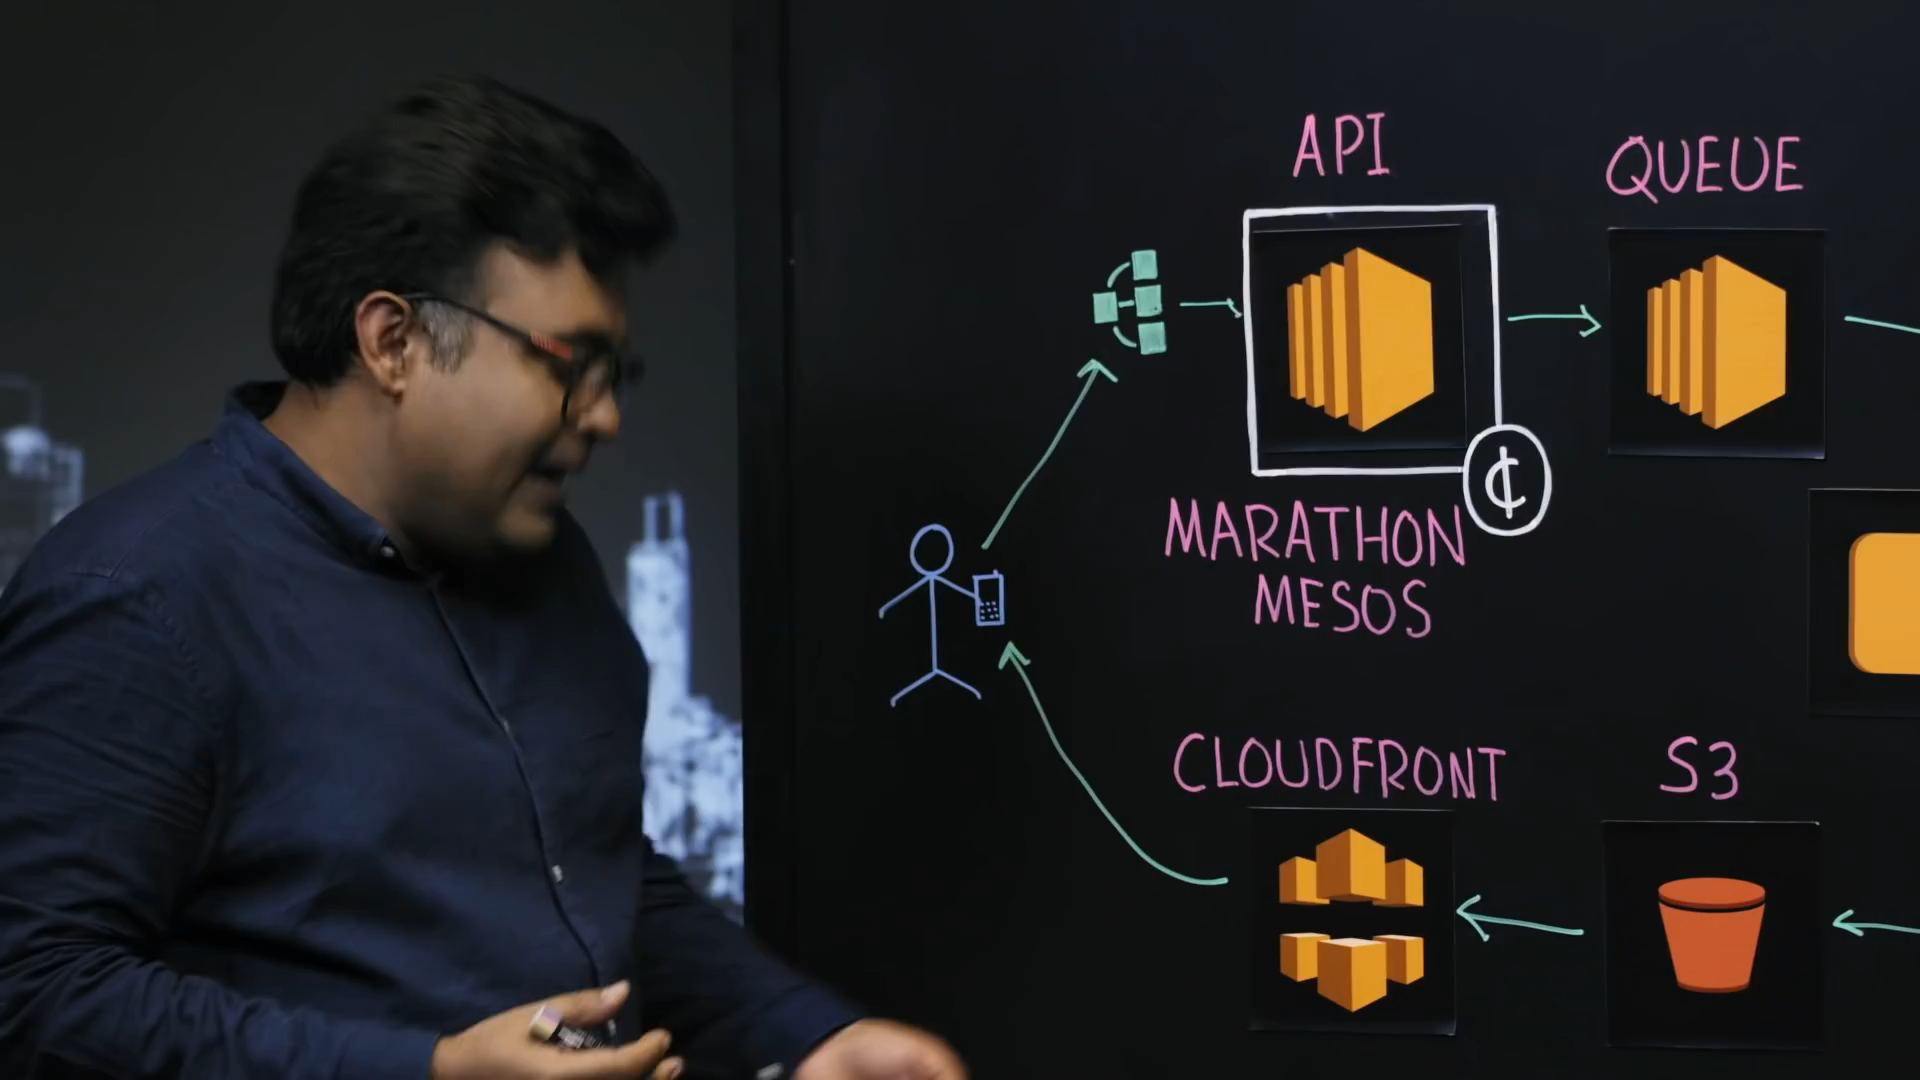 API
QUEUE
¢
MARATHON
MESOS
CLOUDFRONT
S3